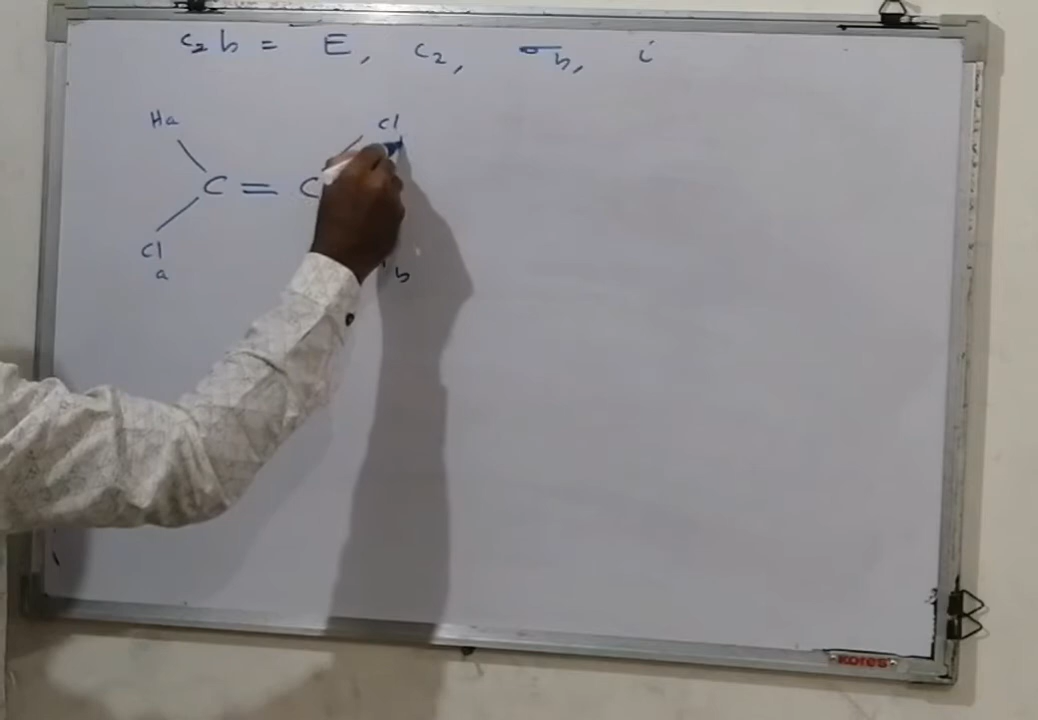 c₂h = E, c₂, σh, i
Ha
Cl
C = C
Cl
a
b
KORES